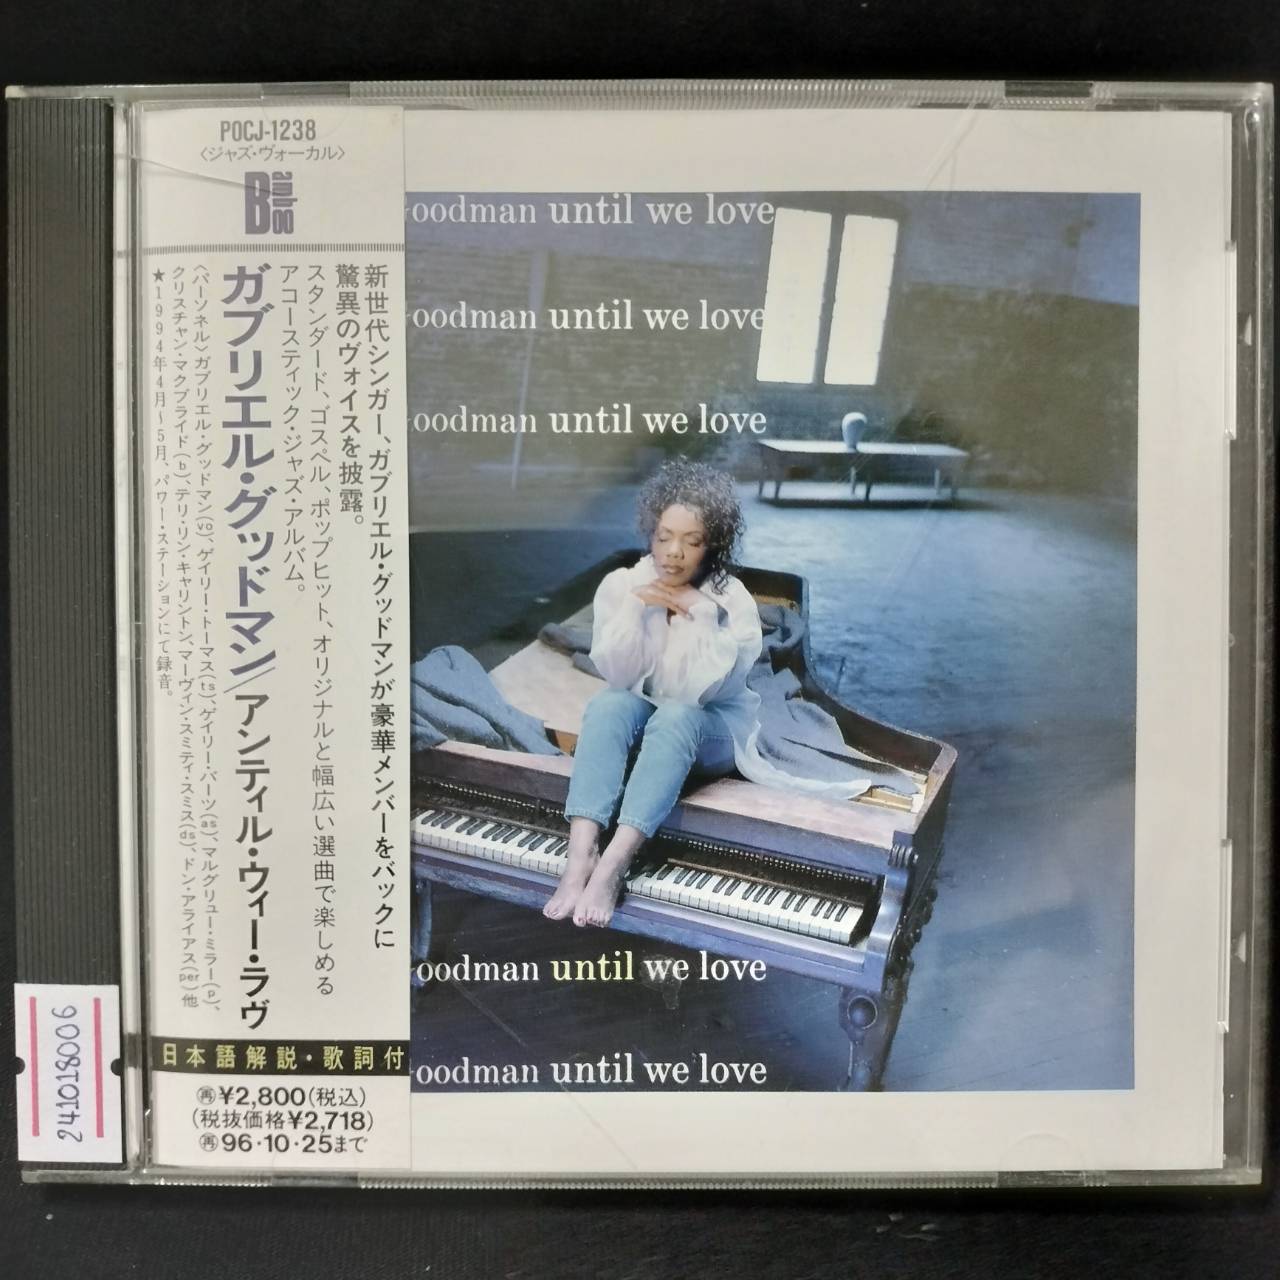 POCJ-1238
〈ジャズ・ヴォーカル〉
Bamboo
新世代シンガー、ガブリエル・グッドマンが豪華メンバーをバックに
驚異のヴォイスを披露。
スタンダード、ゴスペル、ポップヒット、オリジナルと幅広い選曲で楽しめる
アコースティック・ジャズ・アルバム。
ガブリエル・グッドマン/アンティル・ウィー・ラヴ
〈パーソネル〉ガブリエル・グッドマン(vo)、ゲイリー・トーマス(ts)、ゲイリー・バーツ(as)、マルグリュー・ミラー(p)、
クリスチャン・マクブライド(b)、テリ・リン・キャリントン、マーヴィン・スミティ・スミス(ds)、ドン・アライアス(per)他
★1994年4月〜5月、パワー・ステーションにて録音。
日本語解説・歌詞付
再¥2,800(税込)
(税抜価格¥2,718)
再96・10・25まで
oodman until we love
oodman until we love
oodman until we love
oodman until we love
oodman until we love
241018006